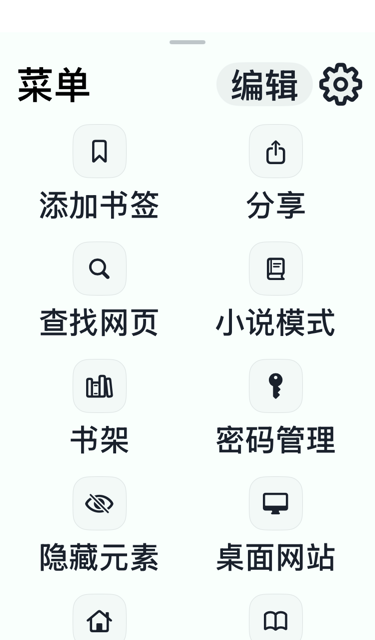 菜单 编辑
添加书签 分享
查找网页 小说模式
书架 密码管理
隐藏元素 桌面网站